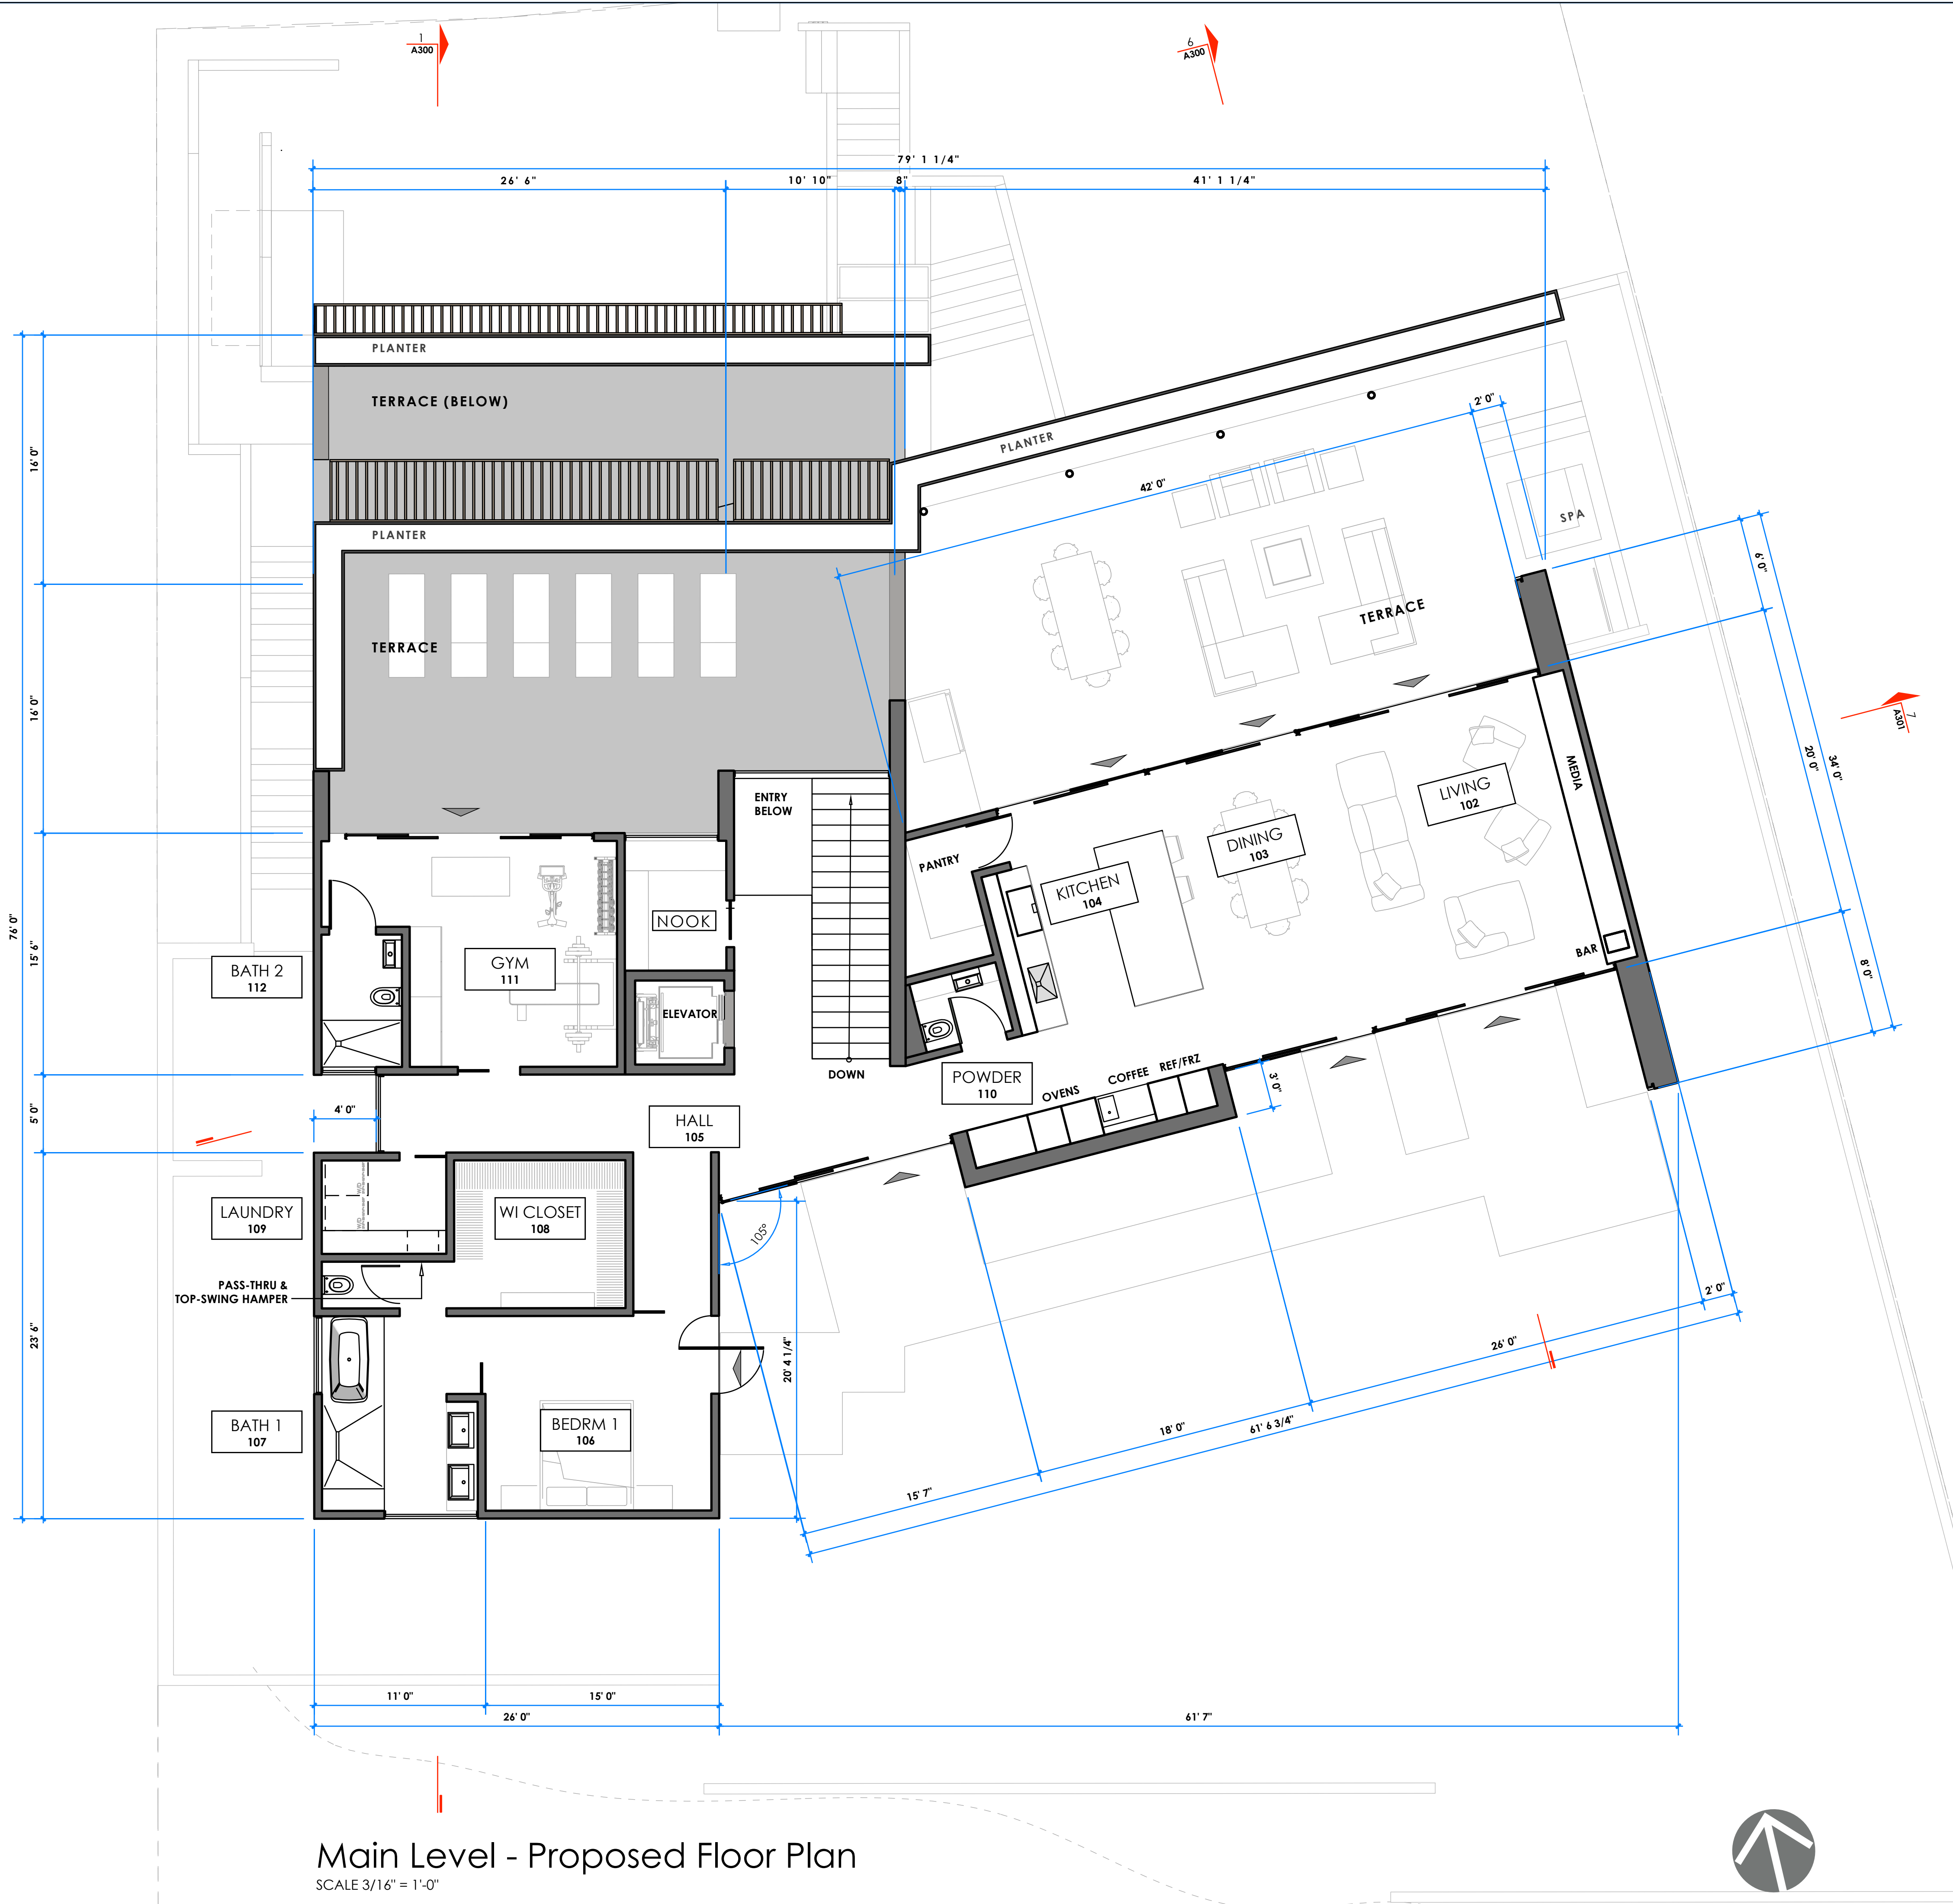 1
A300
6
A300
79' 1 1/4"
26' 6"
10' 10"
8"
41' 1 1/4"
PLANTER
TERRACE (BELOW)
2' 0"
PLANTER
16' 0"
42' 0"
SPA
PLANTER
6' 0"
TERRACE
TERRACE
7
A301
16' 0"
20' 0"
34' 0"
MEDIA
LIVING
102
ENTRY
BELOW
DINING
103
PANTRY
KITCHEN
104
76' 0"
15' 6"
NOOK
BAR
8' 0"
BATH 2
112
GYM
111
ELEVATOR
DOWN
POWDER
110
OVENS
COFFEE
REF/FRZ
3' 0"
5' 0"
4' 0"
HALL
105
LAUNDRY
109
W/D
W/D
WI CLOSET
108
105°
PASS-THRU &
TOP-SWING HAMPER
2' 0"
23' 6"
20' 4 1/4"
26' 0"
BATH 1
107
BEDRM 1
106
18' 0"
61' 6 3/4"
15' 7"
11' 0"
15' 0"
26' 0"
61' 7"
Main Level - Proposed Floor Plan
SCALE 3/16" = 1'-0"